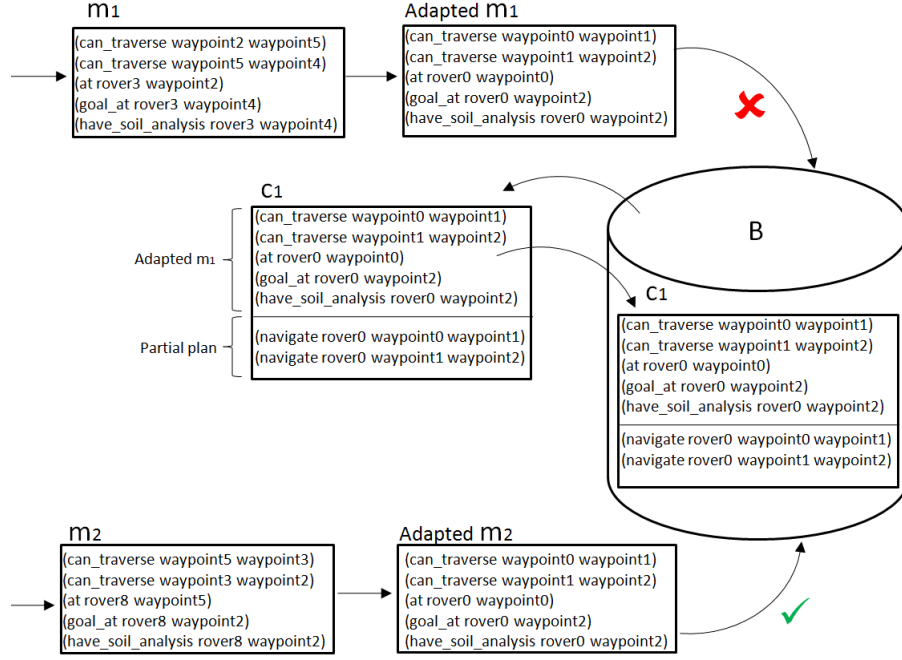 m1
(can_traverse waypoint2 waypoint5)
(can_traverse waypoint5 waypoint4)
(at rover3 waypoint2)
(goal_at rover3 waypoint4)
(have_soil_analysis rover3 waypoint4)
Adapted m1
(can_traverse waypoint0 waypoint1)
(can_traverse waypoint1 waypoint2)
(at rover0 waypoint0)
(goal_at rover0 waypoint2)
(have_soil_analysis rover0 waypoint2)
B
c1
Adapted m1
(can_traverse waypoint0 waypoint1)
(can_traverse waypoint1 waypoint2)
(at rover0 waypoint0)
(goal_at rover0 waypoint2)
(have_soil_analysis rover0 waypoint2)
Partial plan
(navigate rover0 waypoint0 waypoint1)
(navigate rover0 waypoint1 waypoint2)
c1
(can_traverse waypoint0 waypoint1)
(can_traverse waypoint1 waypoint2)
(at rover0 waypoint0)
(goal_at rover0 waypoint2)
(have_soil_analysis rover0 waypoint2)
(navigate rover0 waypoint0 waypoint1)
(navigate rover0 waypoint1 waypoint2)
m2
(can_traverse waypoint5 waypoint3)
(can_traverse waypoint3 waypoint2)
(at rover8 waypoint5)
(goal_at rover8 waypoint2)
(have_soil_analysis rover8 waypoint2)
Adapted m2
(can_traverse waypoint0 waypoint1)
(can_traverse waypoint1 waypoint2)
(at rover0 waypoint0)
(goal_at rover0 waypoint2)
(have_soil_analysis rover0 waypoint2)